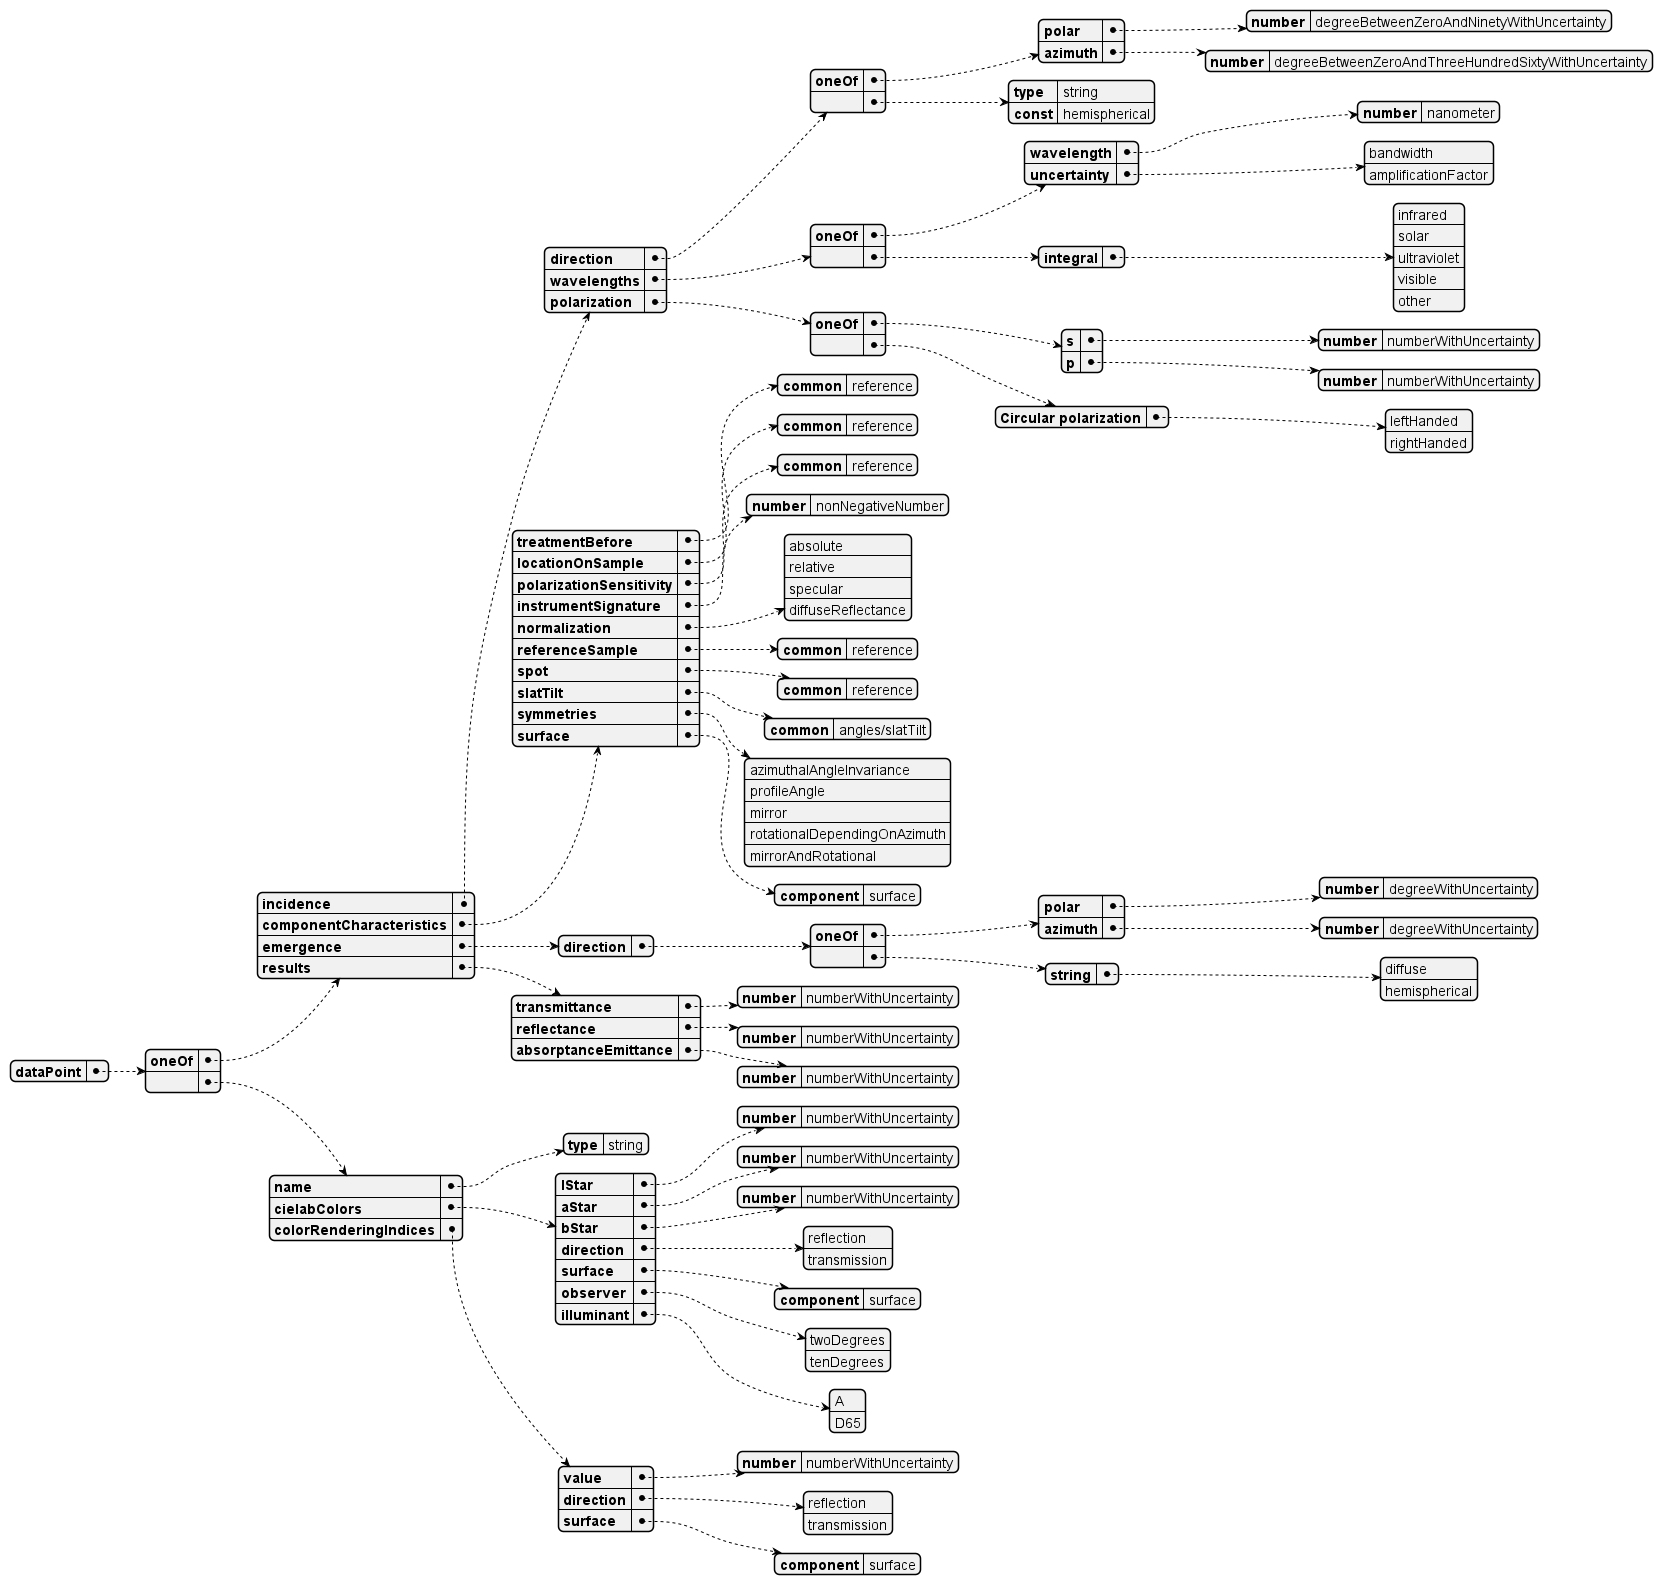 number degreeBetweenZeroAndNinetyWithUncertainty
polar
azimuth
number degreeBetweenZeroAndThreeHundredSixtyWithUncertainty
oneOf
type string
const hemispherical
number nanometer
wavelength
uncertainty
bandwidth
amplificationFactor
infrared
solar
ultraviolet
visible
other
oneOf
integral
direction
wavelengths
polarization
oneOf
s
p
number numberWithUncertainty
number numberWithUncertainty
Circular polarization
leftHanded
rightHanded
common reference
common reference
common reference
number nonNegativeNumber
treatmentBefore
locationOnSample
polarizationSensitivity
instrumentSignature
normalization
referenceSample
spot
slatTilt
symmetries
surface
absolute
relative
specular
diffuseReflectance
common reference
common reference
common angles/slatTilt
azimuthalAngleInvariance
profileAngle
mirror
rotationalDependingOnAzimuth
mirrorAndRotational
component surface
incidence
componentCharacteristics
emergence
results
direction
oneOf
polar
azimuth
number degreeWithUncertainty
number degreeWithUncertainty
string
diffuse
hemispherical
transmittance
reflectance
absorptanceEmittance
number numberWithUncertainty
number numberWithUncertainty
number numberWithUncertainty
dataPoint
oneOf
name
cielabColors
colorRenderingIndices
type string
lStar
aStar
bStar
direction
surface
observer
illuminant
number numberWithUncertainty
number numberWithUncertainty
number numberWithUncertainty
reflection
transmission
component surface
twoDegrees
tenDegrees
A
D65
value
direction
surface
number numberWithUncertainty
reflection
transmission
component surface